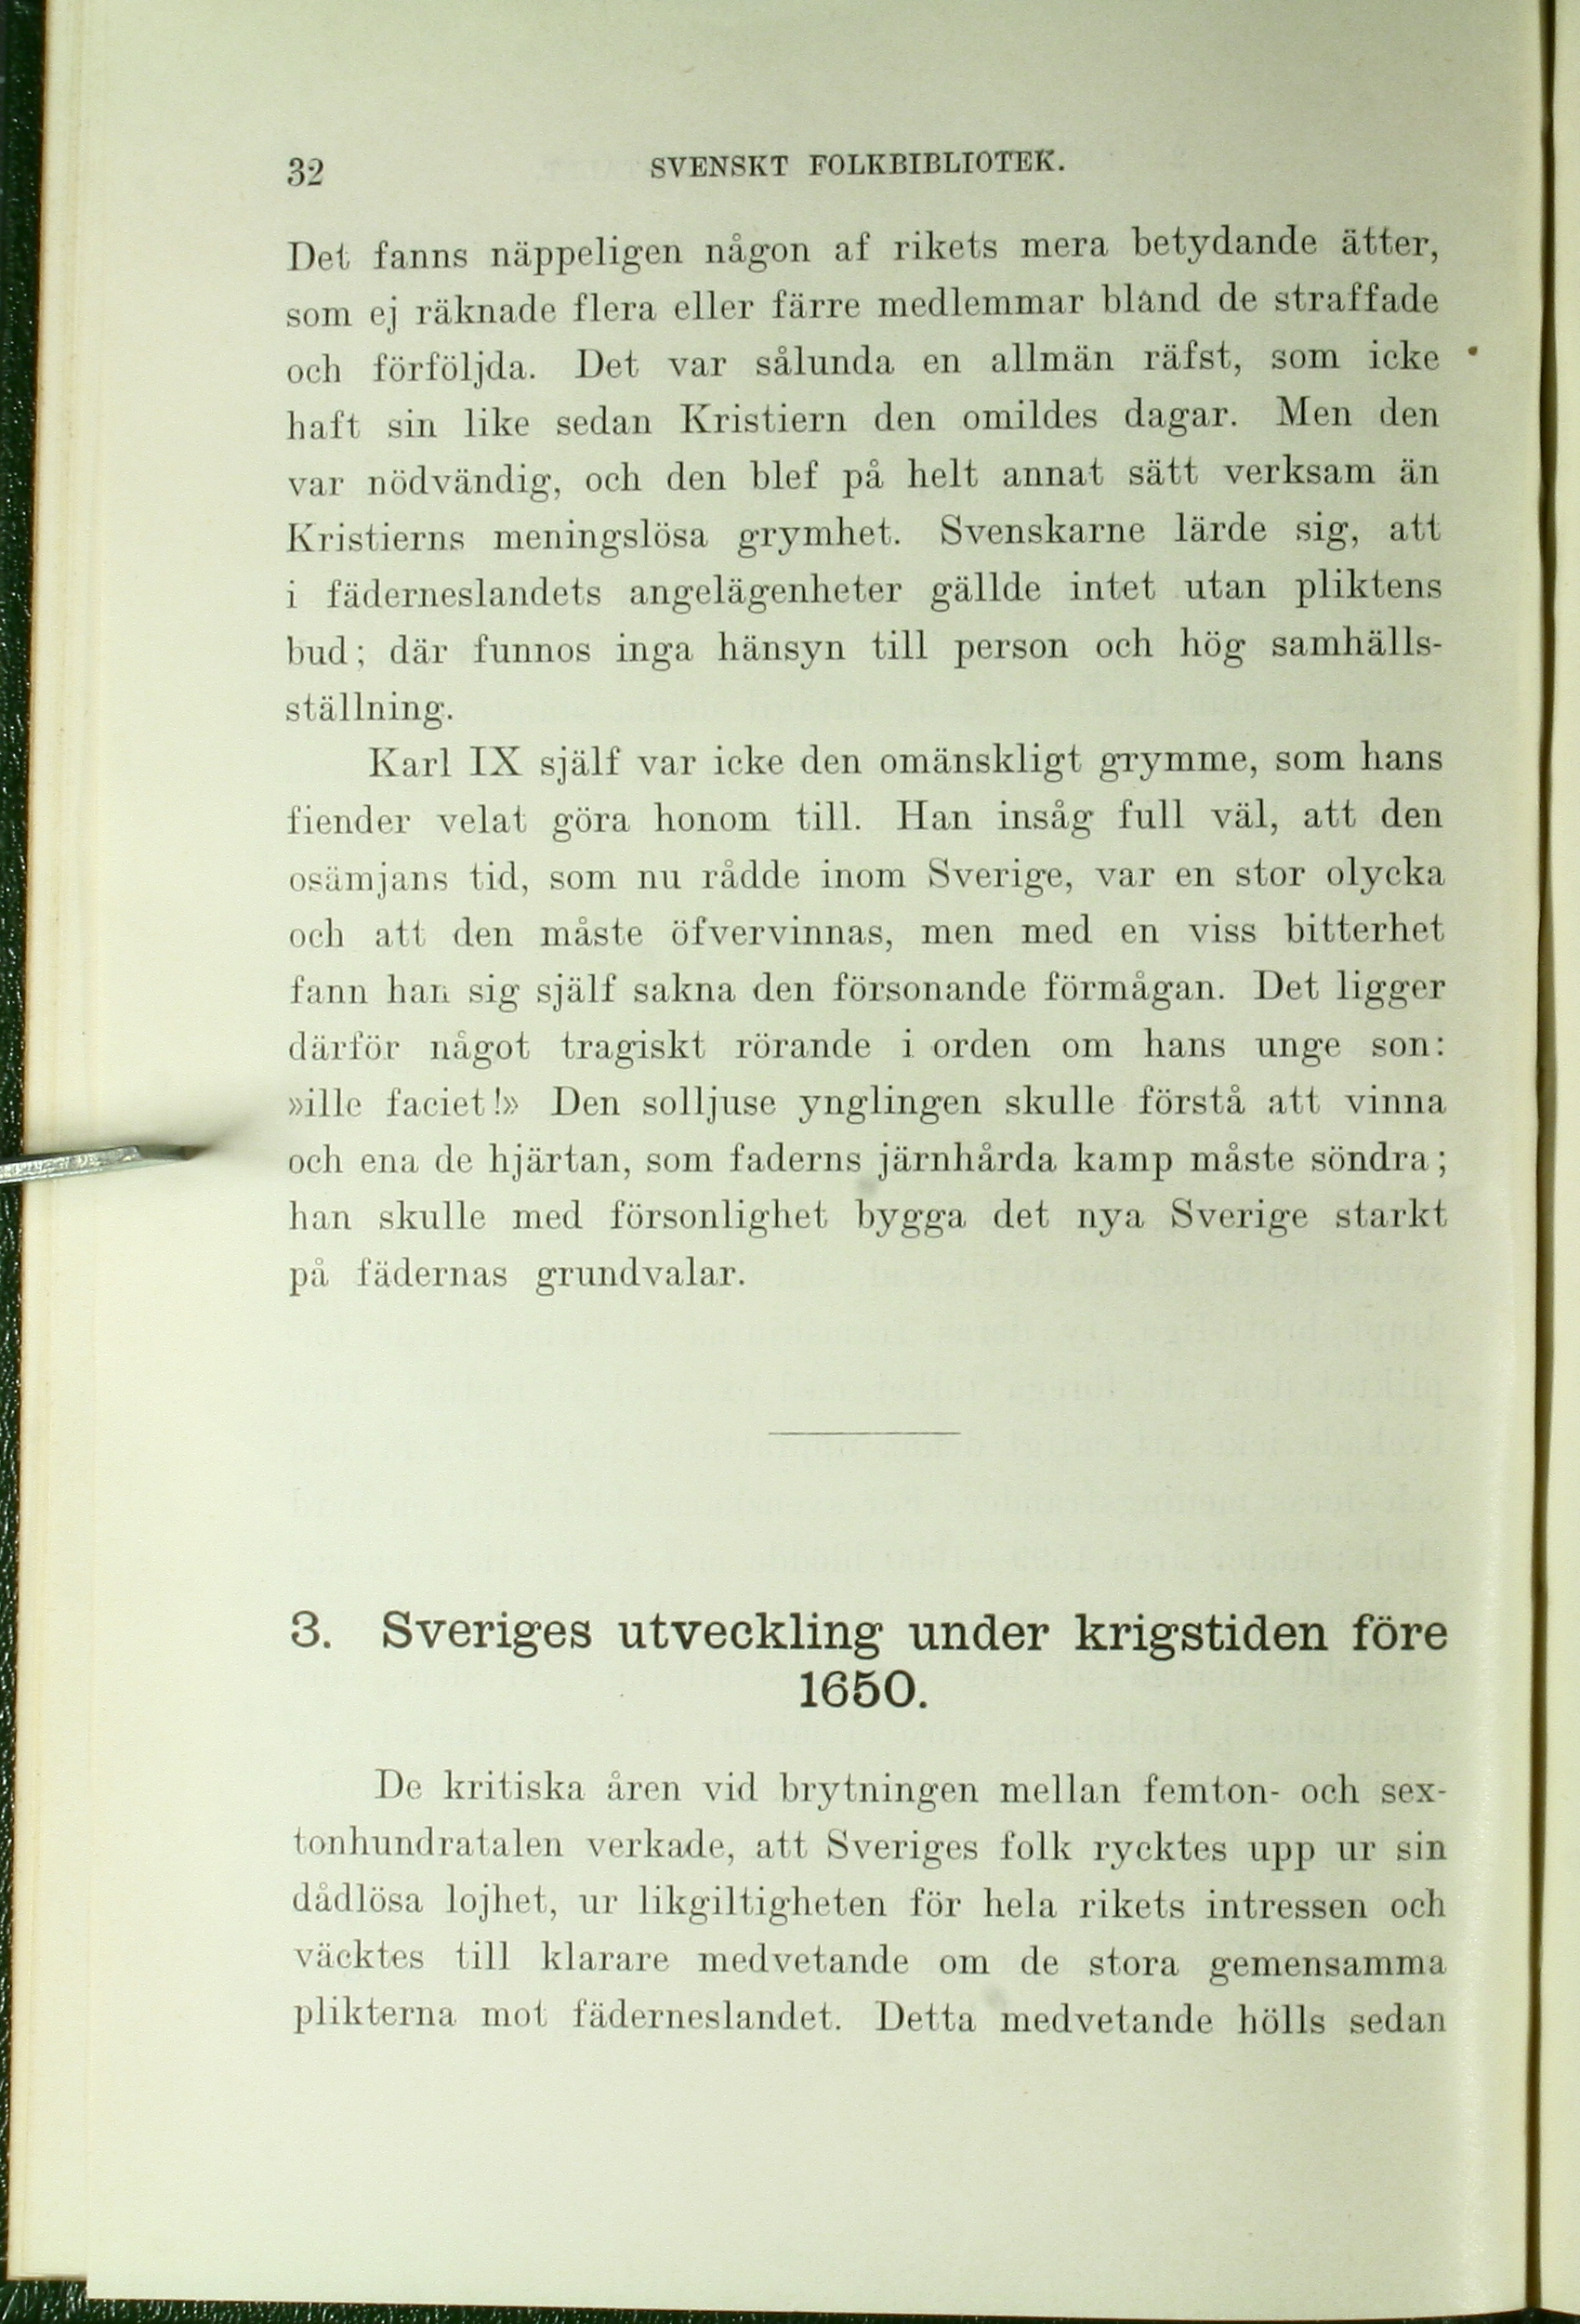 32
SVENSKT FOLKBIBLIOTEK.
Det fanns näppeligen någon af rikets mera betydande ätter,
som ej räknade flera eller färre medlemmar bland de straffade
och förföljda. Det var sålunda en allmän räfst, som icke
haft sin like sedan Kristiern den omildes dagar. Men den
var nödvändig, och den blef på helt annat sätt verksam än
Kristierns meningslösa grymhet. Svenskarne lärde sig, att
i fäderneslandets angelägenheter gällde intet utan pliktens
bud; där funnos inga hänsyn till person och hög samhälls-
ställning.
Karl IX själf var icke den omänskligt grymme, som hans
fiender velat göra honom till. Han insåg full väl, att den
osämjans tid, som nu rådde inom Sverige, var en stor olycka
och att den måste öfvervinnas, men med en viss bitterhet
fann han sig själf sakna den försonande förmågan. Det ligger
därför något tragiskt rörande i orden om hans unge son:
»ille faciet!» Den solljuse ynglingen skulle förstå att vinna
och ena de hjärtan, som faderns järnhårda kamp måste söndra;
han skulle med försonlighet bygga det nya Sverige starkt
på fädernas grundvalar.
3. Sveriges utveckling under krigstiden före
1650.
De kritiska åren vid brytningen mellan femton- och sex-
tonhundratalen verkade, att Sveriges folk rycktes upp ur sin
dådlösa lojhet, ur likgiltigheten för hela rikets intressen och
väcktes till klarare medvetande om de stora gemensamma
plikterna mot fäderneslandet. Detta medvetande hölls sedan